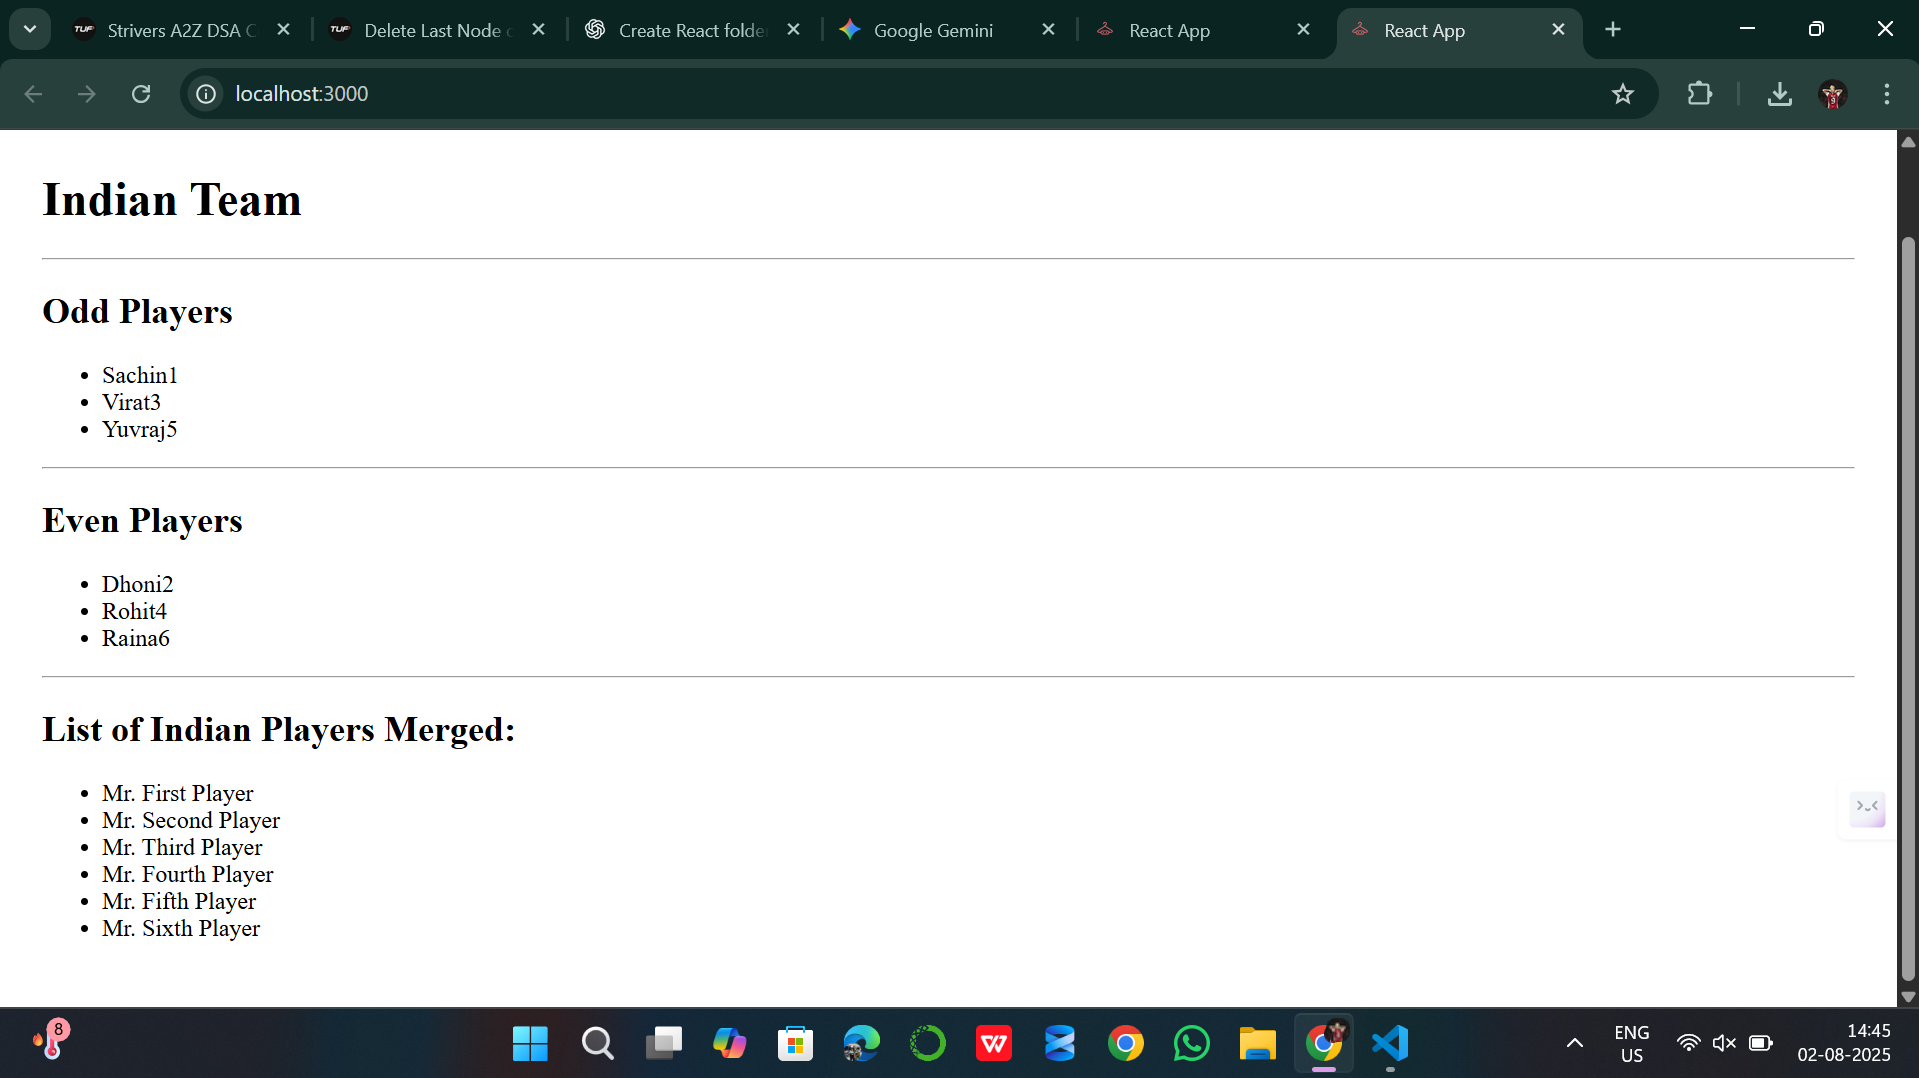 Strivers A2Z DSA C
Delete Last Node o
Create React folde
Google Gemini
React App
React App
localhost:3000
Indian Team
Odd Players
Sachin1
Virat3
Yuvraj5
Even Players
Dhoni2
Rohit4
Raina6
List of Indian Players Merged:
Mr. First Player
Mr. Second Player
Mr. Third Player
Mr. Fourth Player
Mr. Fifth Player
Mr. Sixth Player
8
ENG
US
14:45
02-08-2025